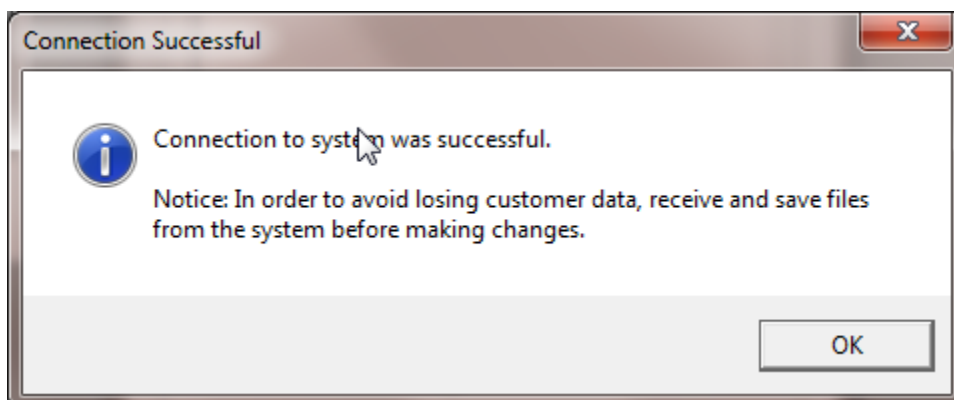 Connection Successful
Connection to system was successful.
Notice: In order to avoid losing customer data, receive and save files
from the system before making changes.
OK